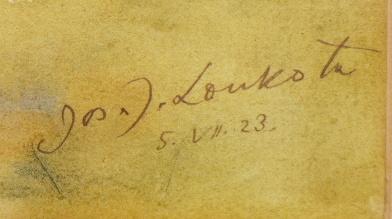 Jos. J. Loukota
5. VII. 23.